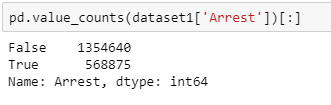 pd.value_counts(dataset1['Arrest'])[:]
False    1354640
True      568875
Name: Arrest, dtype: int64